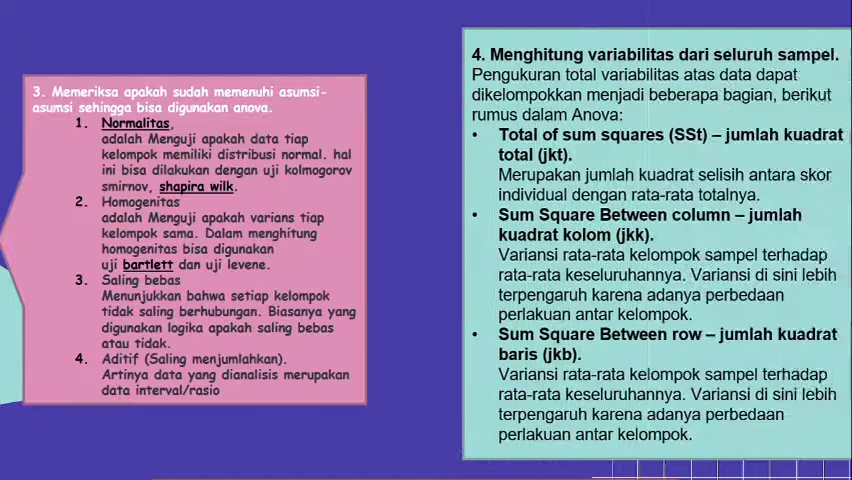 3. Memeriksa apakah sudah memenuhi asumsi-
asumsi sehingga bisa digunakan anova.
1. Normalitas,
adalah Menguji apakah data tiap
kelompok memiliki distribusi normal. hal
ini bisa dilakukan dengan uji kolmogorov
smirnov, shapira wilk.
2. Homogenitas
adalah Menguji apakah varians tiap
kelompok sama. Dalam menghitung
homogenitas bisa digunakan
uji bartlett dan uji levene.
3. Saling bebas
Menunjukkan bahwa setiap kelompok
tidak saling berhubungan. Biasanya yang
digunakan logika apakah saling bebas
atau tidak.
4. Aditif (Saling menjumlahkan).
Artinya data yang dianalisis merupakan
data interval/rasio
4. Menghitung variabilitas dari seluruh sampel.
Pengukuran total variabilitas atas data dapat
dikelompokkan menjadi beberapa bagian, berikut
rumus dalam Anova:
• Total of sum squares (SSt) – jumlah kuadrat
total (jkt).
Merupakan jumlah kuadrat selisih antara skor
individual dengan rata-rata totalnya.
• Sum Square Between column – jumlah
kuadrat kolom (jkk).
Variansi rata-rata kelompok sampel terhadap
rata-rata keseluruhannya. Variansi di sini lebih
terpengaruh karena adanya perbedaan
perlakuan antar kelompok.
• Sum Square Between row – jumlah kuadrat
baris (jkb).
Variansi rata-rata kelompok sampel terhadap
rata-rata keseluruhannya. Variansi di sini lebih
terpengaruh karena adanya perbedaan
perlakuan antar kelompok.